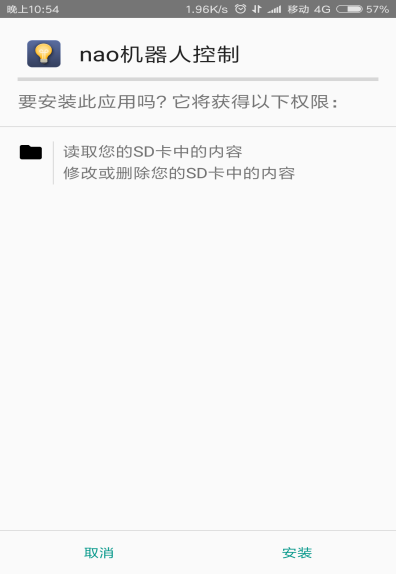 晚上10:54 1.96K/s 移动 4G 57%
nao机器人控制
要安装此应用吗? 它将获得以下权限:
读取您的SD卡中的内容
修改或删除您的SD卡中的内容
取消 安装